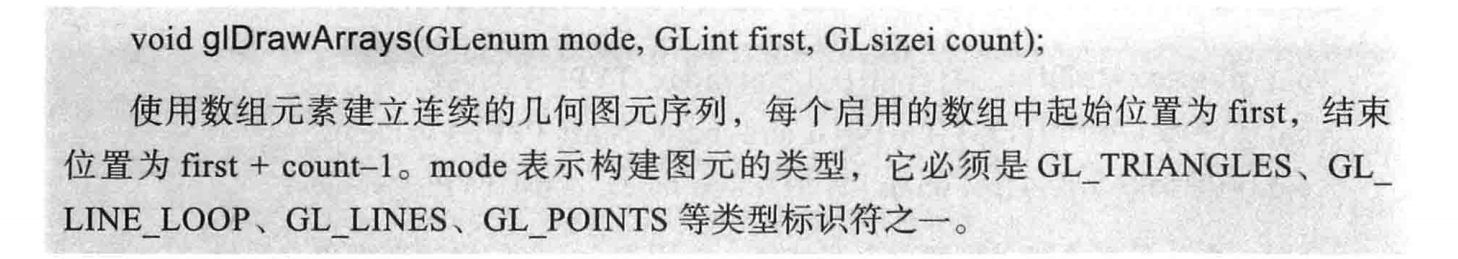 void glDrawArrays(GLenum mode, GLint first, GLsizei count);
使用数组元素建立连续的几何图元序列，每个启用的数组中起始位置为 first，结束
位置为 first + count–1。mode 表示构建图元的类型，它必须是 GL_TRIANGLES、GL_
LINE_LOOP、GL_LINES、GL_POINTS 等类型标识符之一。